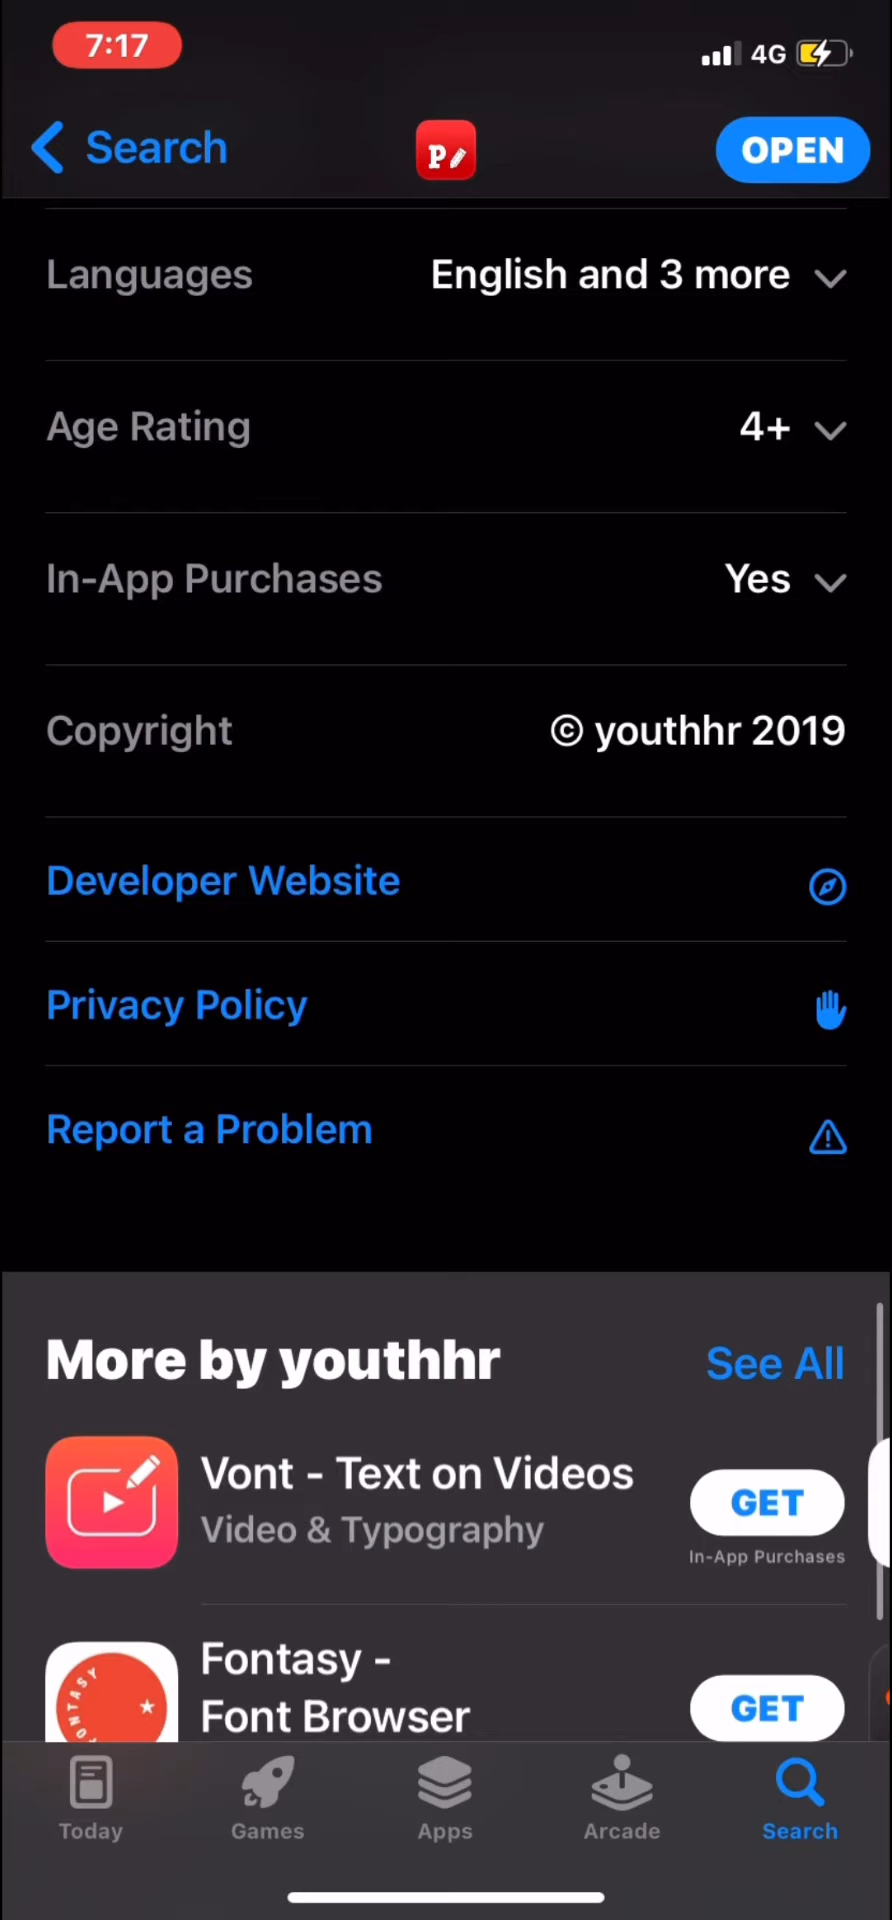 7:17
4G
Search
P
OPEN
Languages
English and 3 more
Age Rating
4+
In-App Purchases
Yes
Copyright
© youthhr 2019
Developer Website
Privacy Policy
Report a Problem
More by youthhr
See All
Vont - Text on Videos
Video & Typography
GET
In-App Purchases
FONTASY
Fontasy -
Font Browser
GET
Today
Games
Apps
Arcade
Search